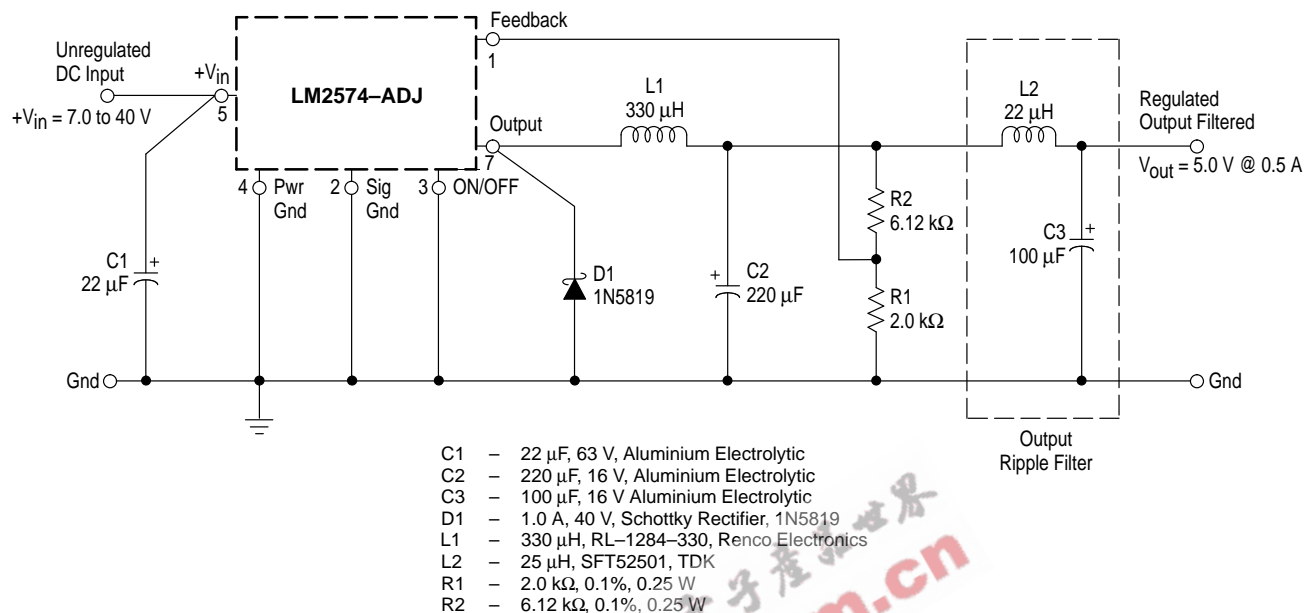 Unregulated
DC Input
+Vin = 7.0 to 40 V
+Vin
5
LM2574–ADJ
Feedback
1
Output
7
4
Pwr
Gnd
2
Sig
Gnd
3
ON/OFF
L1
330 μH
L2
22 μH
Regulated
Output Filtered
Vout = 5.0 V @ 0.5 A
C1
22 μF
+
D1
1N5819
+
C2
220 μF
R2
6.12 kΩ
R1
2.0 kΩ
C3
100 μF
+
Gnd
Gnd
Output
Ripple Filter
C1 – 22 μF, 63 V, Aluminium Electrolytic
C2 – 220 μF, 16 V, Aluminium Electrolytic
C3 – 100 μF, 16 V Aluminium Electrolytic
D1 – 1.0 A, 40 V, Schottky Rectifier, 1N5819
L1 – 330 μH, RL–1284–330, Renco Electronics
L2 – 25 μH, SFT52501, TDK
R1 – 2.0 kΩ, 0.1%, 0.25 W
R2 – 6.12 kΩ, 0.1%, 0.25 W
子產品世界
m.cn